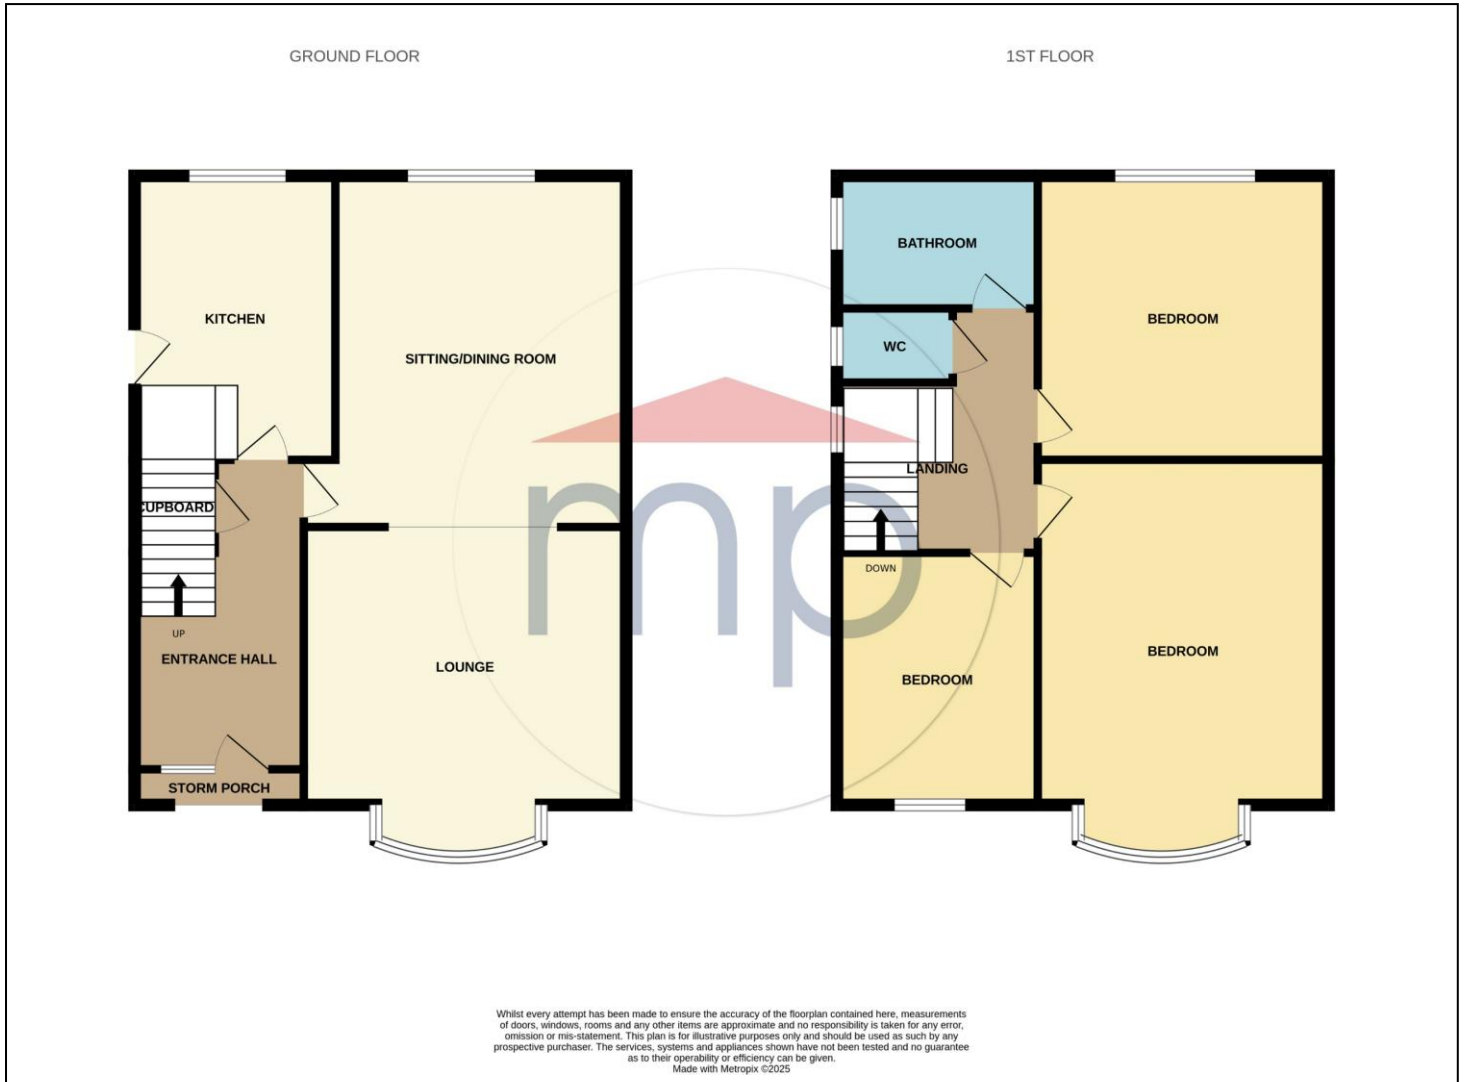 GROUND FLOOR
1ST FLOOR
KITCHEN
SITTING/DINING ROOM
CUPBOARD
UP
ENTRANCE HALL
LOUNGE
STORM PORCH
BATHROOM
WC
BEDROOM
LANDING
DOWN
BEDROOM
BEDROOM
mp
Whilst every attempt has been made to ensure the accuracy of the floorplan contained here, measurements
of doors, windows, rooms and any other items are approximate and no responsibility is taken for any error,
omission or mis-statement. This plan is for illustrative purposes only and should be used as such by any
prospective purchaser. The services, systems and appliances shown have not been tested and no guarantee
as to their operability or efficiency can be given.
Made with Metropix ©2025